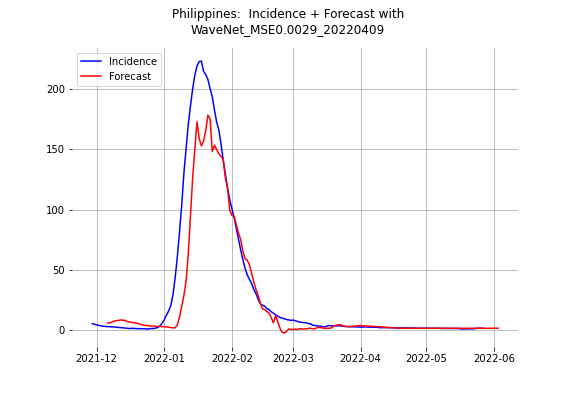 Philippines:  Incidence + Forecast with
WaveNet_MSE0.0029_20220409
Incidence
Forecast
200
150
100
50
0
2021-12 2022-01 2022-02 2022-03 2022-04 2022-05 2022-06